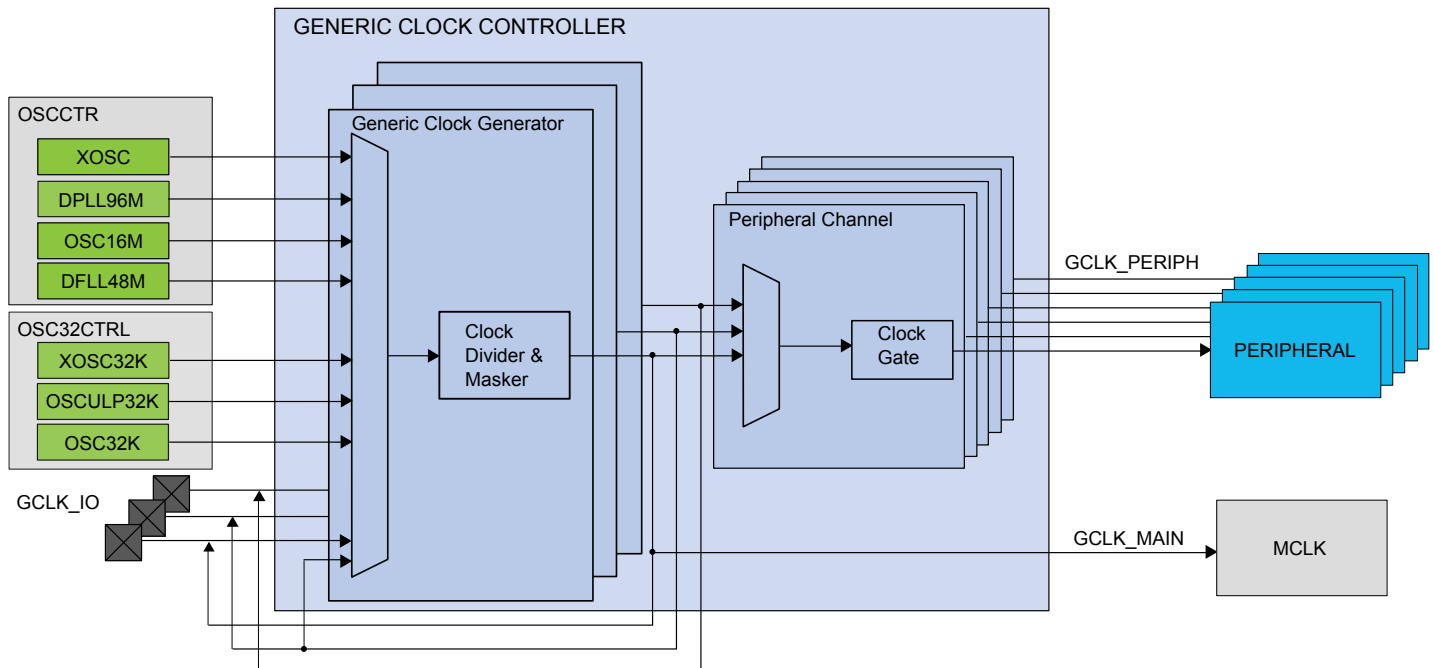 GENERIC CLOCK CONTROLLER
OSCCTR
XOSC
DPLL96M
OSC16M
DFLL48M
OSC32CTRL
XOSC32K
OSCULP32K
OSC32K
GCLK_IO
Generic Clock Generator
Clock
Divider &
Masker
Peripheral Channel
Clock
Gate
GCLK_PERIPH
PERIPHERAL
GCLK_MAIN
MCLK